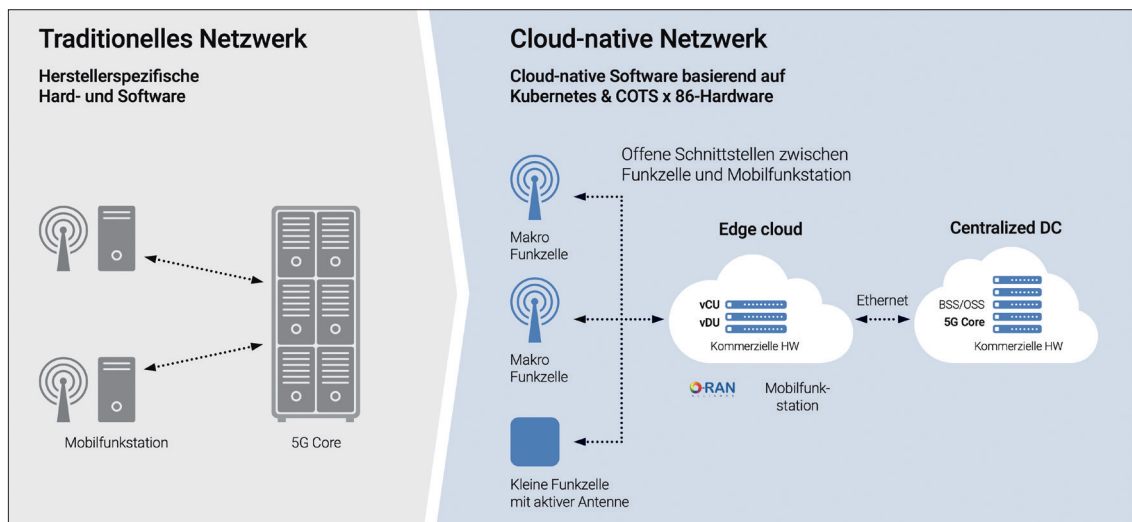 Traditionelles Netzwerk
Herstellerspezifische
Hard- und Software
Mobilfunkstation
5G Core
Cloud-native Netzwerk
Cloud-native Software basierend auf
Kubernetes & COTS x 86-Hardware
Offene Schnittstellen zwischen
Funkzelle und Mobilfunkstation
Makro
Funkzelle
Makro
Funkzelle
Kleine Funkzelle
mit aktiver Antenne
Edge cloud
vCU
vDU
Kommerzielle HW
O-RAN
ALLIANCE
Mobilfunk-
station
Ethernet
Centralized DC
BSS/OSS
5G Core
Kommerzielle HW